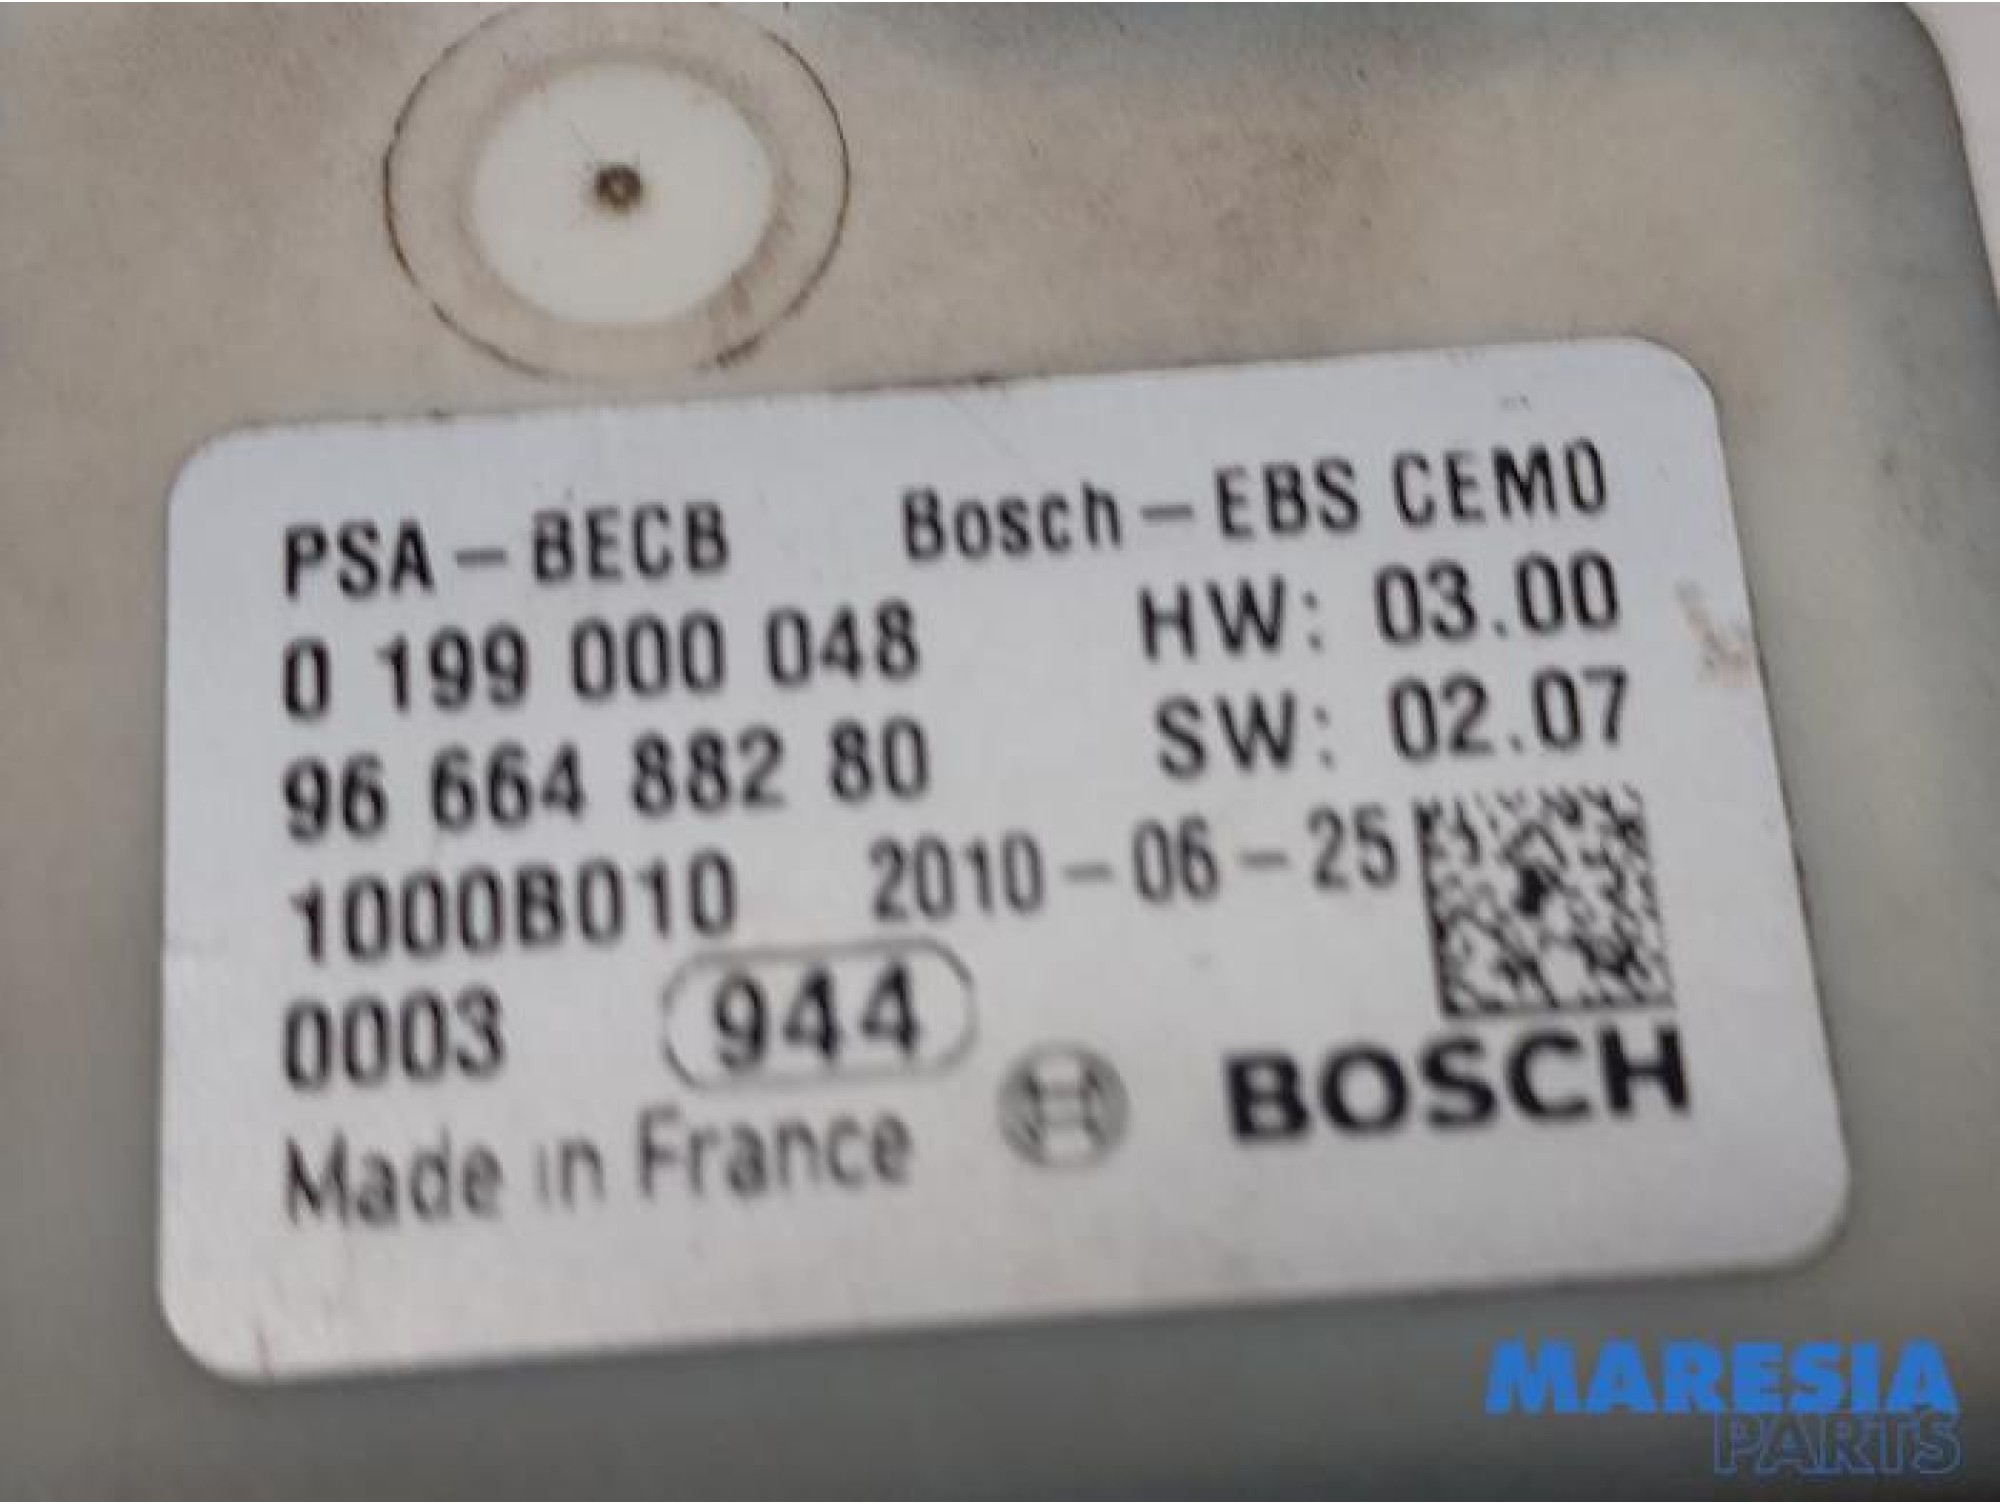 PSA-BECB Bosch-EBS CEM0
0 199 000 048 HW: 03.00
96 664 882 80 SW: 02.07
1000B010 2010-06-25
0003 944
Made in France BOSCH
MARESIA
PARTS